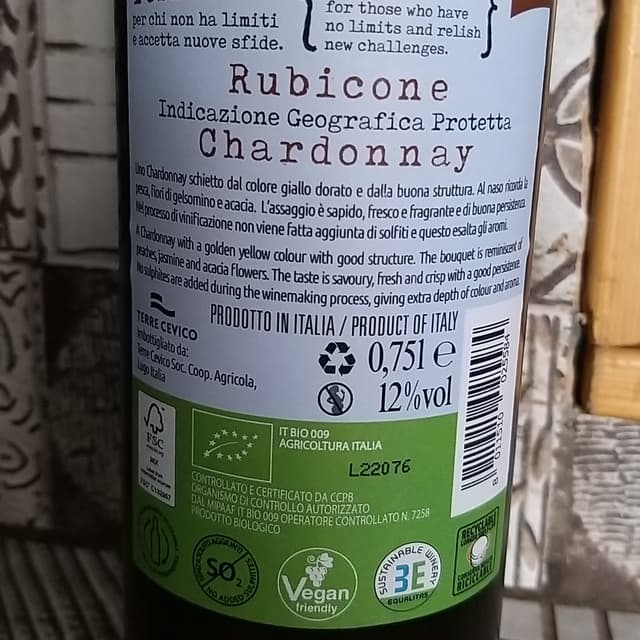 per chi non ha limiti
e accetta nuove sfide.
for those who have
no limits and relish
new challenges.
Rubicone
Indicazione Geografica Protetta
Chardonnay
Uno Chardonnay schietto dal colore giallo dorato e dalla buona struttura. Al naso ricorda la
pesca, fiori di gelsomino e acacia. L'assaggio è sapido, fresco e fragrante e di buona persistenza.
Nel processo di vinificazione non viene fatta aggiunta di solfiti e questo esalta gli aromi.
A Chardonnay with a golden yellow colour with good structure. The bouquet is reminiscent of
peaches, jasmine and acacia flowers. The taste is savoury, fresh and crisp with a good persistence.
No sulphites are added during the winemaking process, giving extra depth of colour and aroma.
TERRE CEVICO
Imbottigliato da:
Terre Cevico Soc. Coop. Agricola,
Lugo Italia
PRODOTTO IN ITALIA / PRODUCT OF ITALY
0,75l e
12%vol
FSC
MIX
IT BIO 009
AGRICOLTURA ITALIA
L22076
CONTROLLATO E CERTIFICATO DA CCPB
ORGANISMO DI CONTROLLO AUTORIZZATO
DAL MIPAAF IT BIO 009 OPERATORE CONTROLLATO N. 7258
PRODOTTO BIOLOGICO
SENZA SOLFITI AGGIUNTI
SO2
NO ADDED SULPHITES
Vegan
friendly
SUSTAINABLE WINERY
3E
EQUALITAS
RECYCLABLE